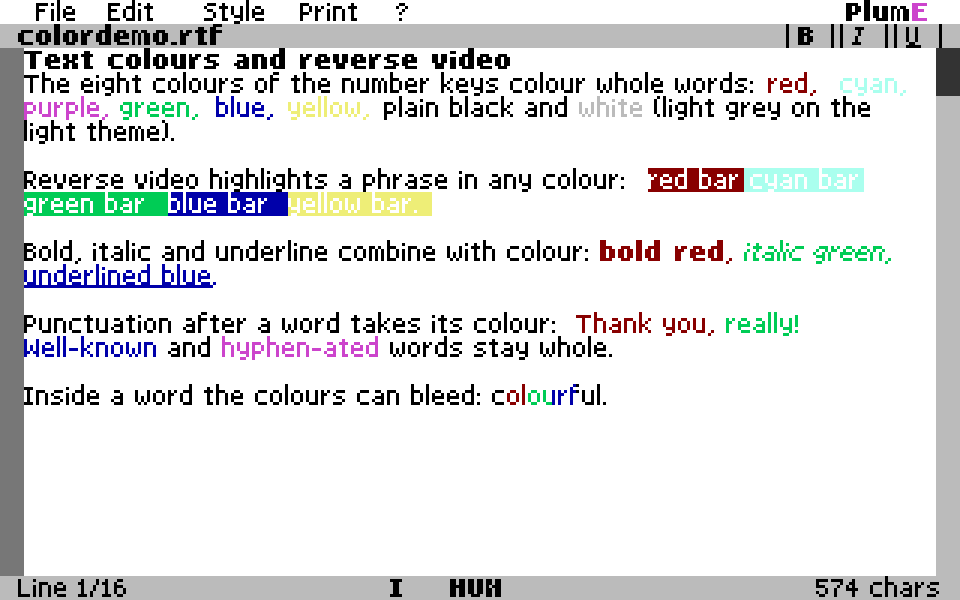 File Edit Style Print ? PlumE
colordemo.rtf B I U
Text colours and reverse video
The eight colours of the number keys colour whole words: red, cyan,
purple, green, blue, yellow, plain black and white (light grey on the
light theme).
Reverse video highlights a phrase in any colour: red bar cyan bar
green bar blue bar yellow bar.
Bold, italic and underline combine with colour: bold red, italic green,
underlined blue.
Punctuation after a word takes its colour: Thank you, really!
Well-known and hyphen-ated words stay whole.
Inside a word the colours can bleed: colourful.
Line 1/16 I HUN 574 chars